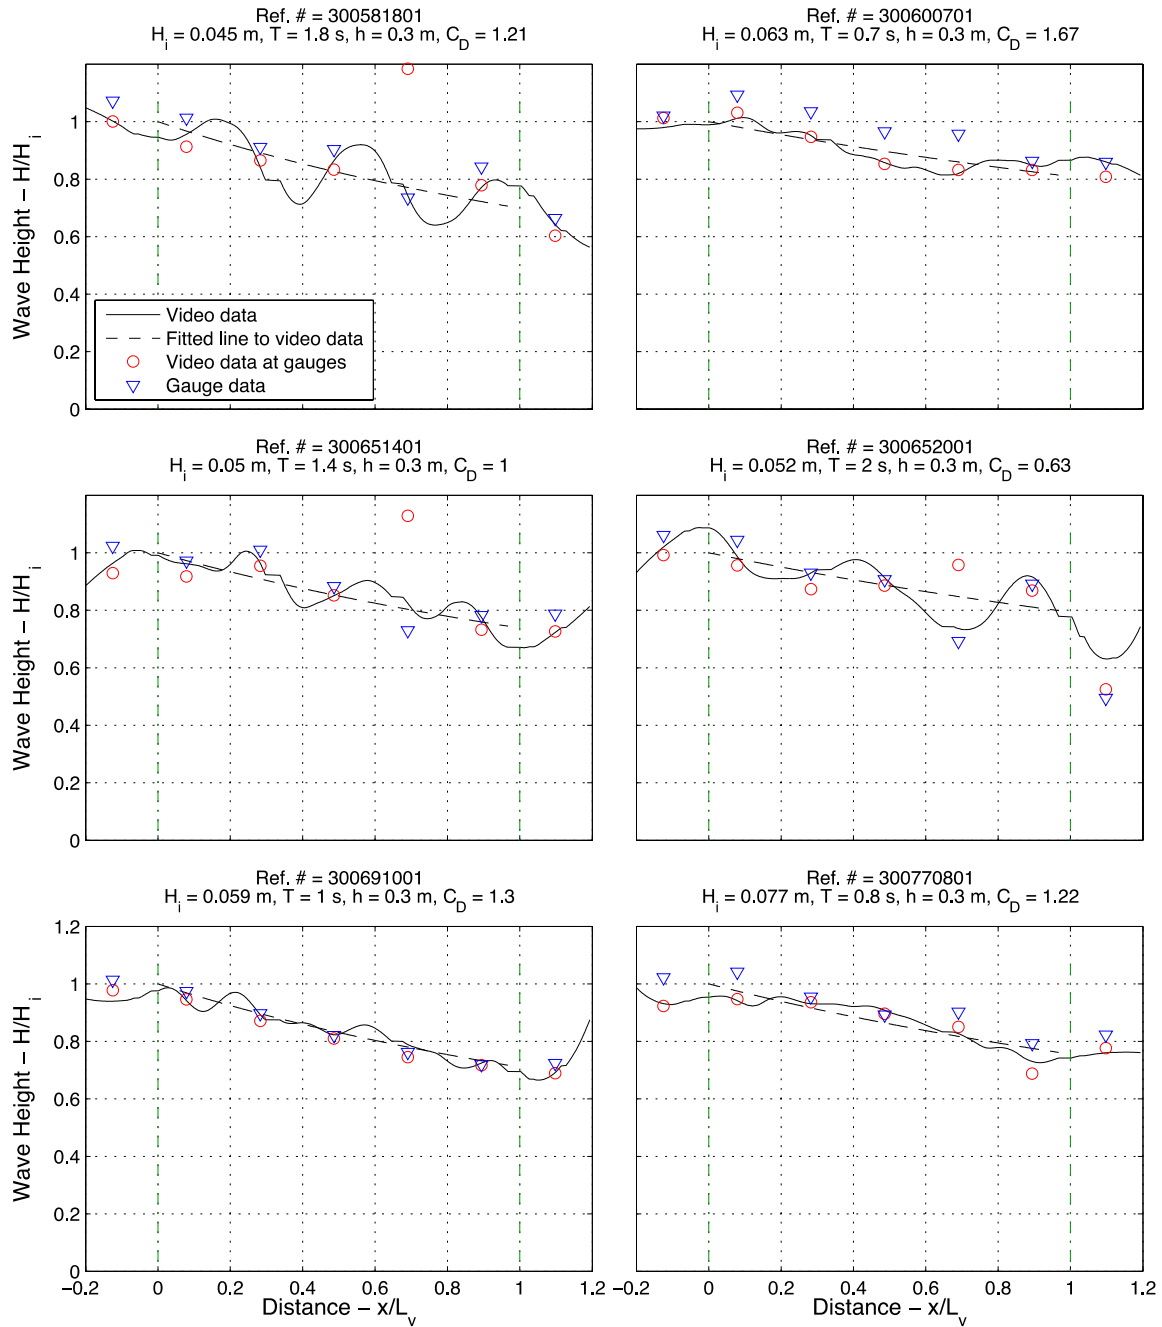 Ref. # = 300581801
H_i = 0.045 m, T = 1.8 s, h = 0.3 m, C_D = 1.21
Ref. # = 300600701
H_i = 0.063 m, T = 0.7 s, h = 0.3 m, C_D = 1.67
1
0.8
0.6
0.4
0.2
0
Wave Height – H/H_i
Video data
Fitted line to video data
Video data at gauges
Gauge data
Ref. # = 300651401
H_i = 0.05 m, T = 1.4 s, h = 0.3 m, C_D = 1
Ref. # = 300652001
H_i = 0.052 m, T = 2 s, h = 0.3 m, C_D = 0.63
1
0.8
0.6
0.4
0.2
0
Wave Height – H/H_i
Ref. # = 300691001
H_i = 0.059 m, T = 1 s, h = 0.3 m, C_D = 1.3
Ref. # = 300770801
H_i = 0.077 m, T = 0.8 s, h = 0.3 m, C_D = 1.22
1.2
1
0.8
0.6
0.4
0.2
0
Wave Height – H/H_i
−0.2 0 0.2 0.4 0.6 0.8 1 1.2
Distance – x/L_v
−0.2 0 0.2 0.4 0.6 0.8 1 1.2
Distance – x/L_v